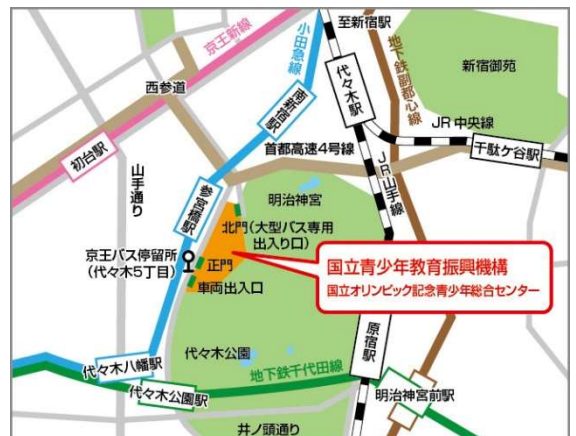 至新宿駅
京王新線
小田急線
代々木駅
地下鉄副都心線
新宿御苑
西参道
南新宿駅
JR中央線
初台駅
首都高速4号線
千駄ケ谷駅
山手通り
参宮橋駅
明治神宮
JR山手線
北門(大型バス専用
出入り口)
京王バス停留所
(代々木5丁目)
正門
国立青少年教育振興機構
国立オリンピック記念青少年総合センター
車両出入口
原宿駅
代々木公園
代々木八幡駅
地下鉄千代田線
代々木公園駅
明治神宮前駅
井ノ頭通り